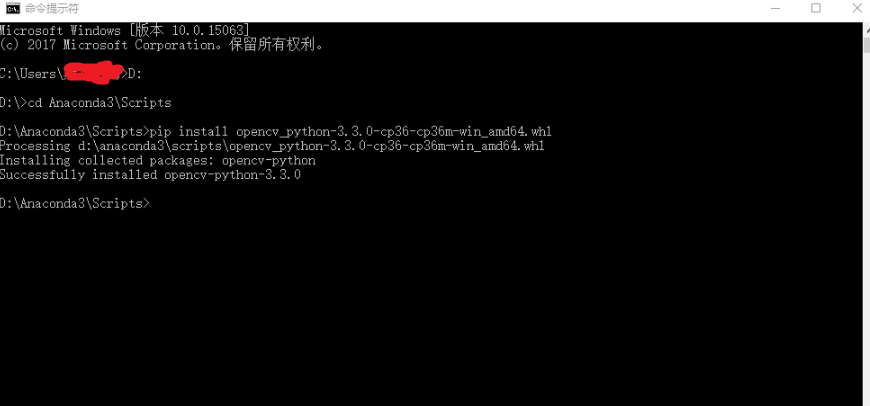 命令提示符
Microsoft Windows [版本 10.0.15063]
(c) 2017 Microsoft Corporation。保留所有权利。
C:\Users\>D:
D:\>cd Anaconda3\Scripts
D:\Anaconda3\Scripts>pip install opencv_python-3.3.0-cp36-cp36m-win_amd64.whl
Processing d:\anaconda3\scripts\opencv_python-3.3.0-cp36-cp36m-win_amd64.whl
Installing collected packages: opencv-python
Successfully installed opencv-python-3.3.0
D:\Anaconda3\Scripts>